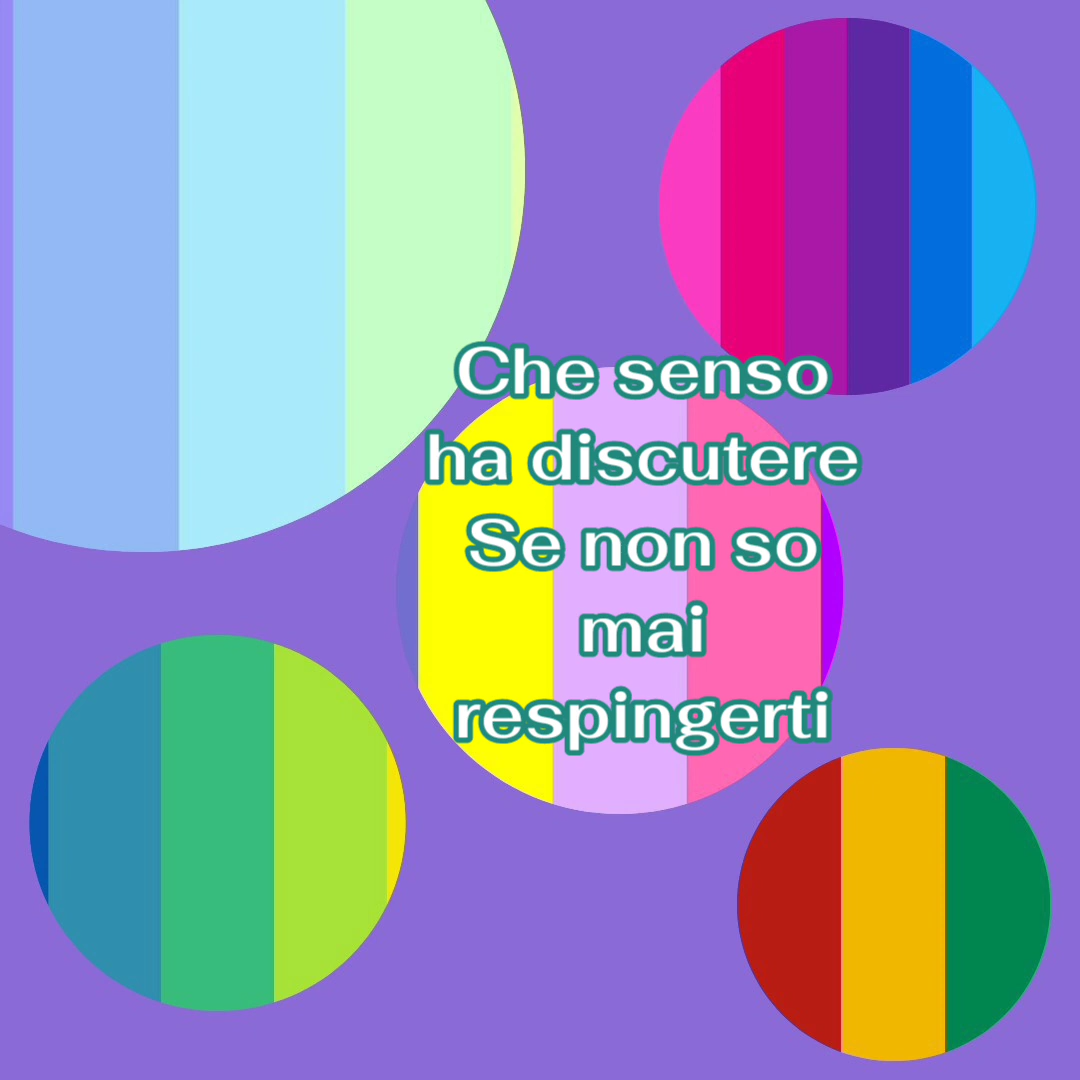 Che senso
ha discutere
Se non so
mai
respingerti